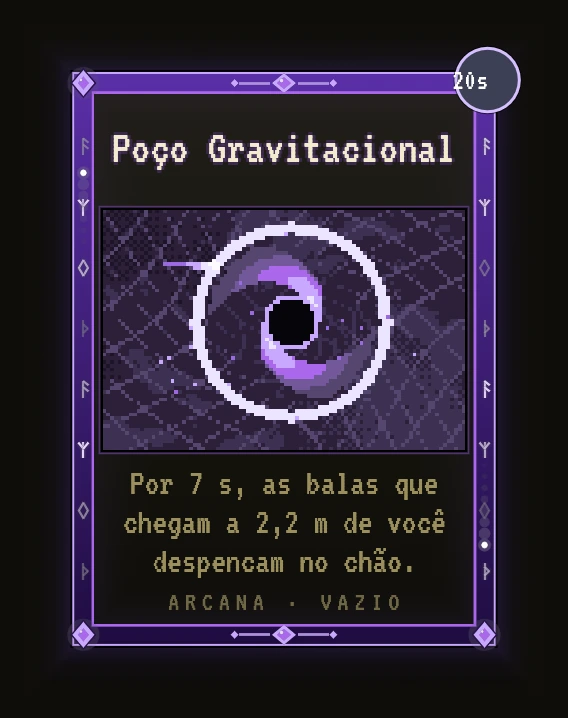 20s
Poço Gravitacional
Por 7 s, as balas que
chegam a 2,2 m de você
despencam no chão.
ARCANA · VAZIO